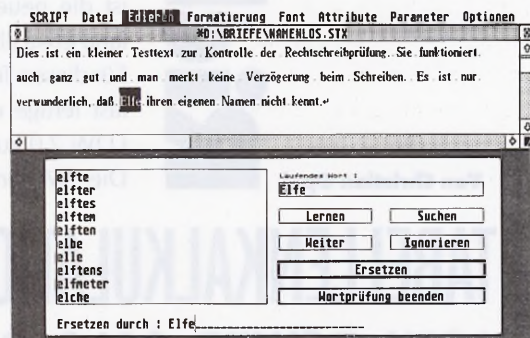 SCRIPT Datei Edieren Formatierung Font Attribute Parameter Optionen
*D:\BRIEFE\NAMENLOS.STX
Dies ist ein kleiner Testtext zur Kontrolle der Rechtschreibprüfung. Sie funktioniert
auch ganz gut und man merkt keine Verzögerung beim Schreiben. Es ist nur
verwunderlich, daß Elfe ihren eigenen Namen nicht kennt.↵
elfte
elfter
elftes
elftem
elften
elbe
elle
elftens
elfmeter
elche
Laufendes Wort :
Elfe
Lernen
Suchen
Weiter
Ignorieren
Ersetzen
Wortprüfung beenden
Ersetzen durch : Elfe